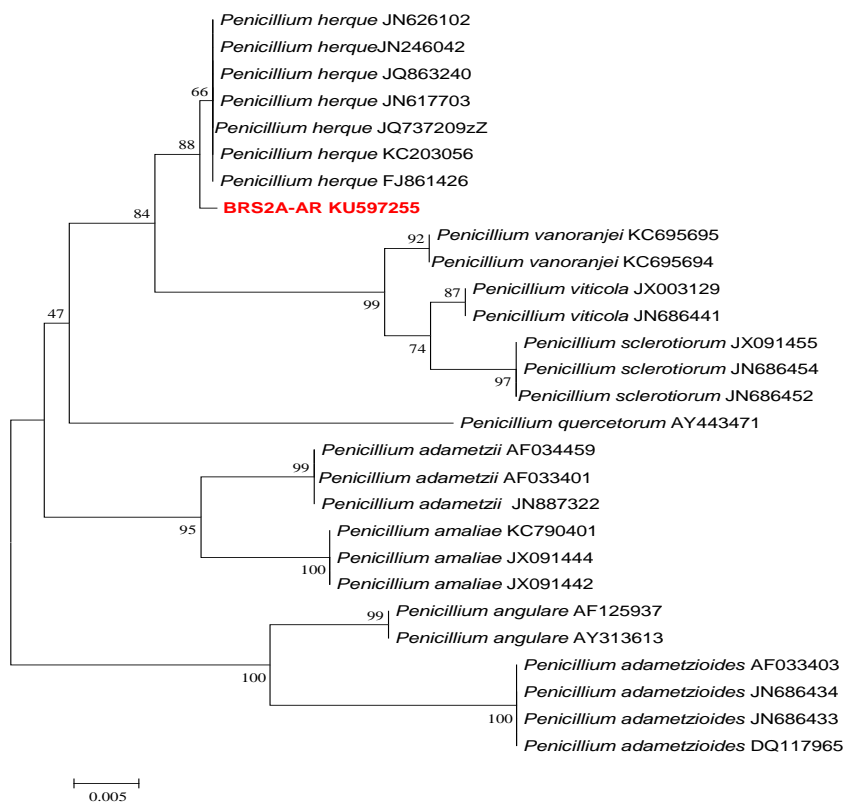 Penicillium herque JN626102
Penicillium herqueJN246042
Penicillium herque JQ863240
66
Penicillium herque JN617703
Penicillium herque JQ737209zZ
88
Penicillium herque KC203056
Penicillium herque FJ861426
BRS2A-AR KU597255
84
Penicillium vanoranjei KC695695
92
Penicillium vanoranjei KC695694
Penicillium viticola JX003129
87
99
Penicillium viticola JN686441
47
Penicillium sclerotiorum JX091455
74
Penicillium sclerotiorum JN686454
97
Penicillium sclerotiorum JN686452
Penicillium quercetorum AY443471
Penicillium adametzii AF034459
99
Penicillium adametzii AF033401
Penicillium adametzii JN887322
95
Penicillium amaliae KC790401
Penicillium amaliae JX091444
100
Penicillium amaliae JX091442
Penicillium angulare AF125937
99
Penicillium angulare AY313613
Penicillium adametzioides AF033403
100
Penicillium adametzioides JN686434
100
Penicillium adametzioides JN686433
Penicillium adametzioides DQ117965
0.005